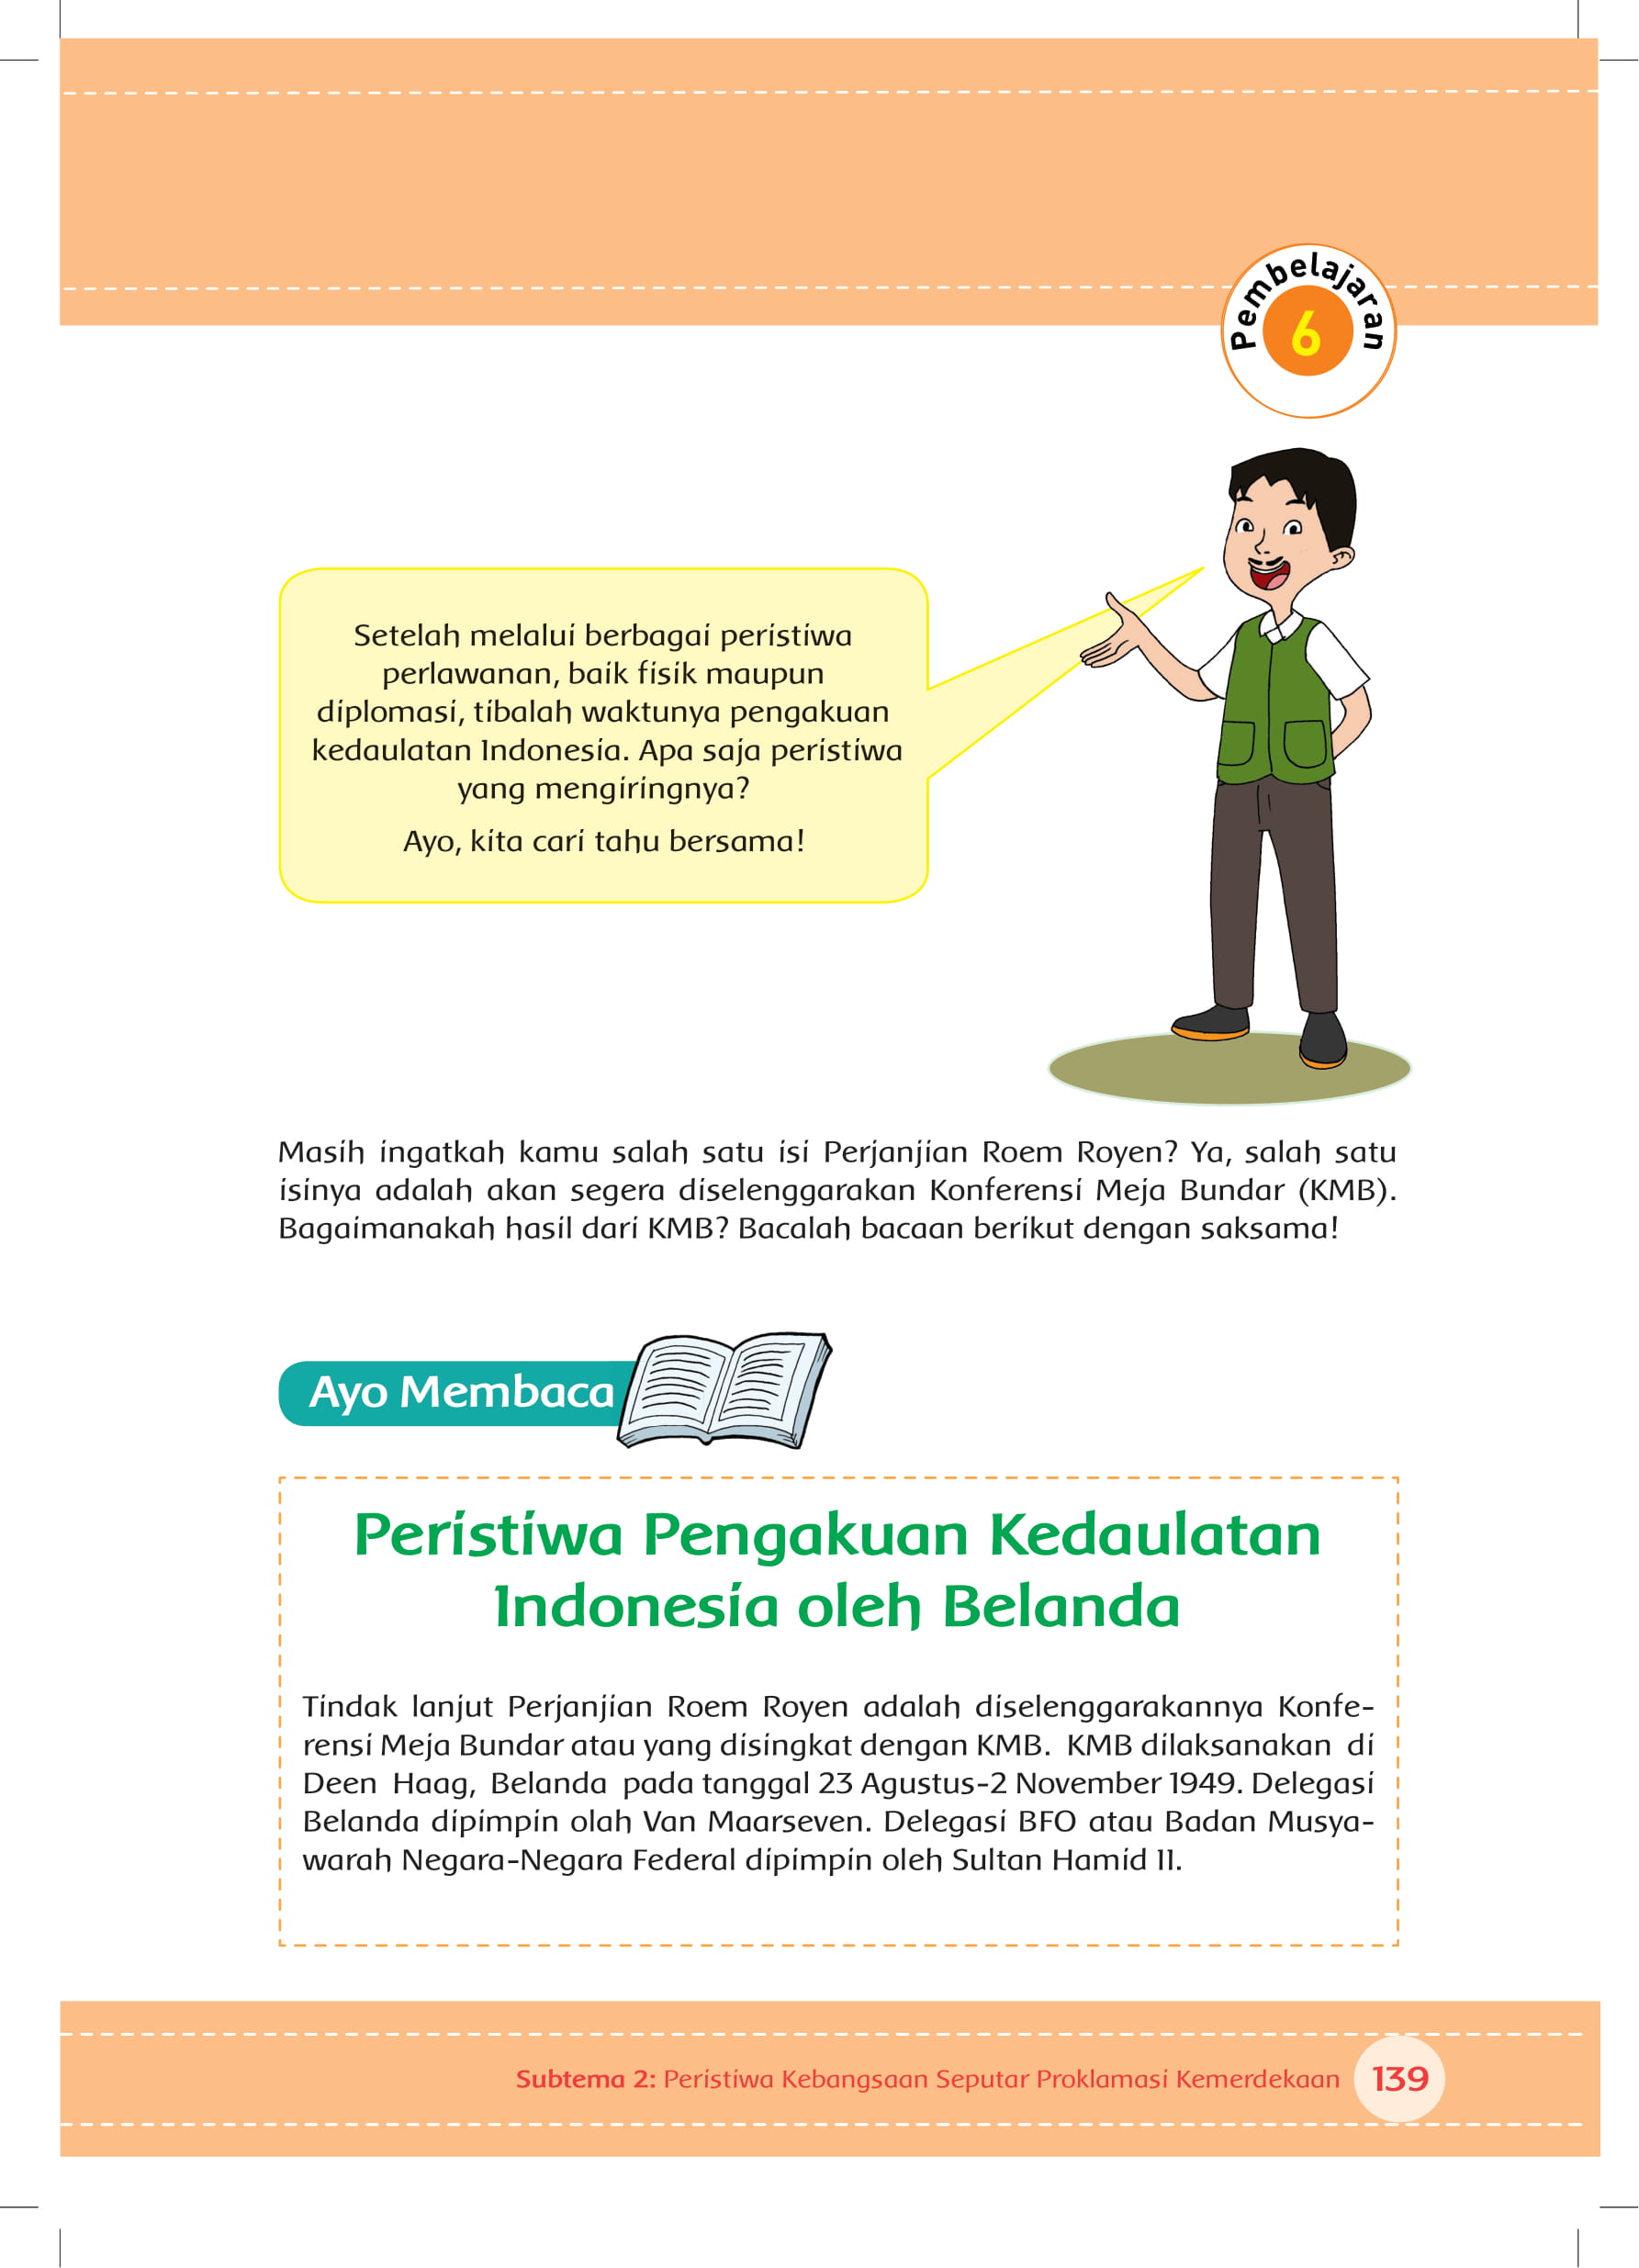 Pembelajaran
6
Setelah melalui berbagai peristiwa
perlawanan, baik fisik maupun
diplomasi, tibalah waktunya pengakuan
kedaulatan Indonesia. Apa saja peristiwa
yang mengiringnya?
Ayo, kita cari tahu bersama!
Masih ingatkah kamu salah satu isi Perjanjian Roem Royen? Ya, salah satu
isinya adalah akan segera diselenggarakan Konferensi Meja Bundar (KMB).
Bagaimanakah hasil dari KMB? Bacalah bacaan berikut dengan saksama!
Ayo Membaca
Peristiwa Pengakuan Kedaulatan
Indonesia oleh Belanda
Tindak lanjut Perjanjian Roem Royen adalah diselenggarakannya Konfe-
rensi Meja Bundar atau yang disingkat dengan KMB. KMB dilaksanakan di
Deen Haag, Belanda pada tanggal 23 Agustus-2 November 1949. Delegasi
Belanda dipimpin olah Van Maarseven. Delegasi BFO atau Badan Musya-
warah Negara-Negara Federal dipimpin oleh Sultan Hamid II.
Subtema 2: Peristiwa Kebangsaan Seputar Proklamasi Kemerdekaan 139